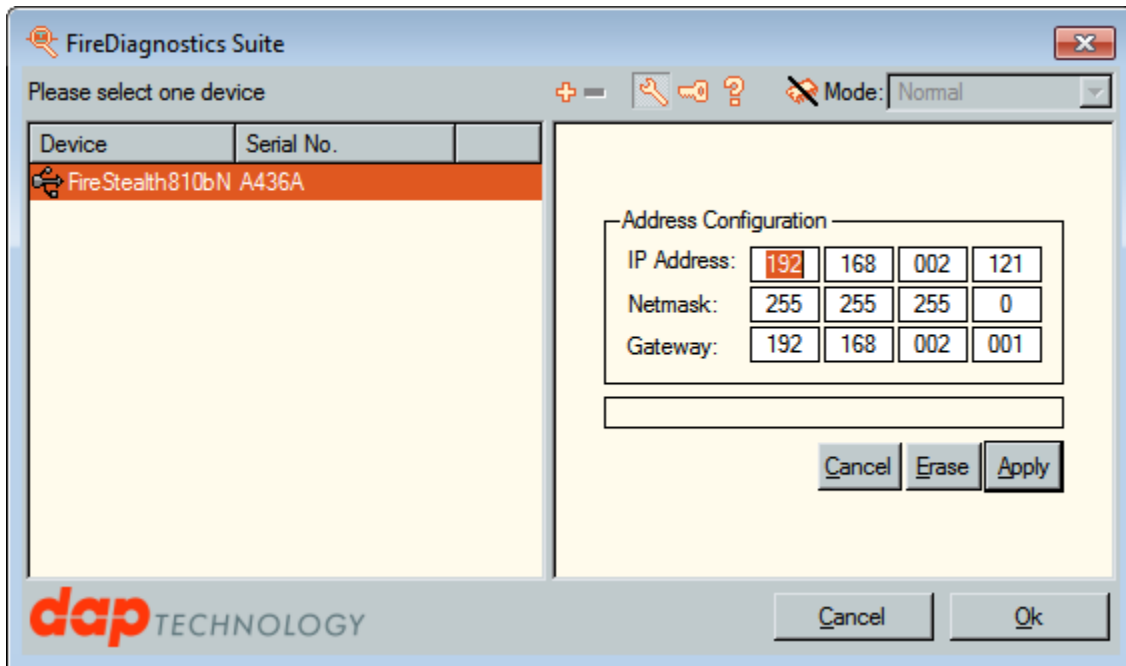 FireDiagnostics Suite
Please select one device
Mode: Normal
Device Serial No.
FireStealth810bN A436A
Address Configuration
IP Address: 192 168 002 121
Netmask: 255 255 255 0
Gateway: 192 168 002 001
Cancel Erase Apply
dap TECHNOLOGY
Cancel Ok